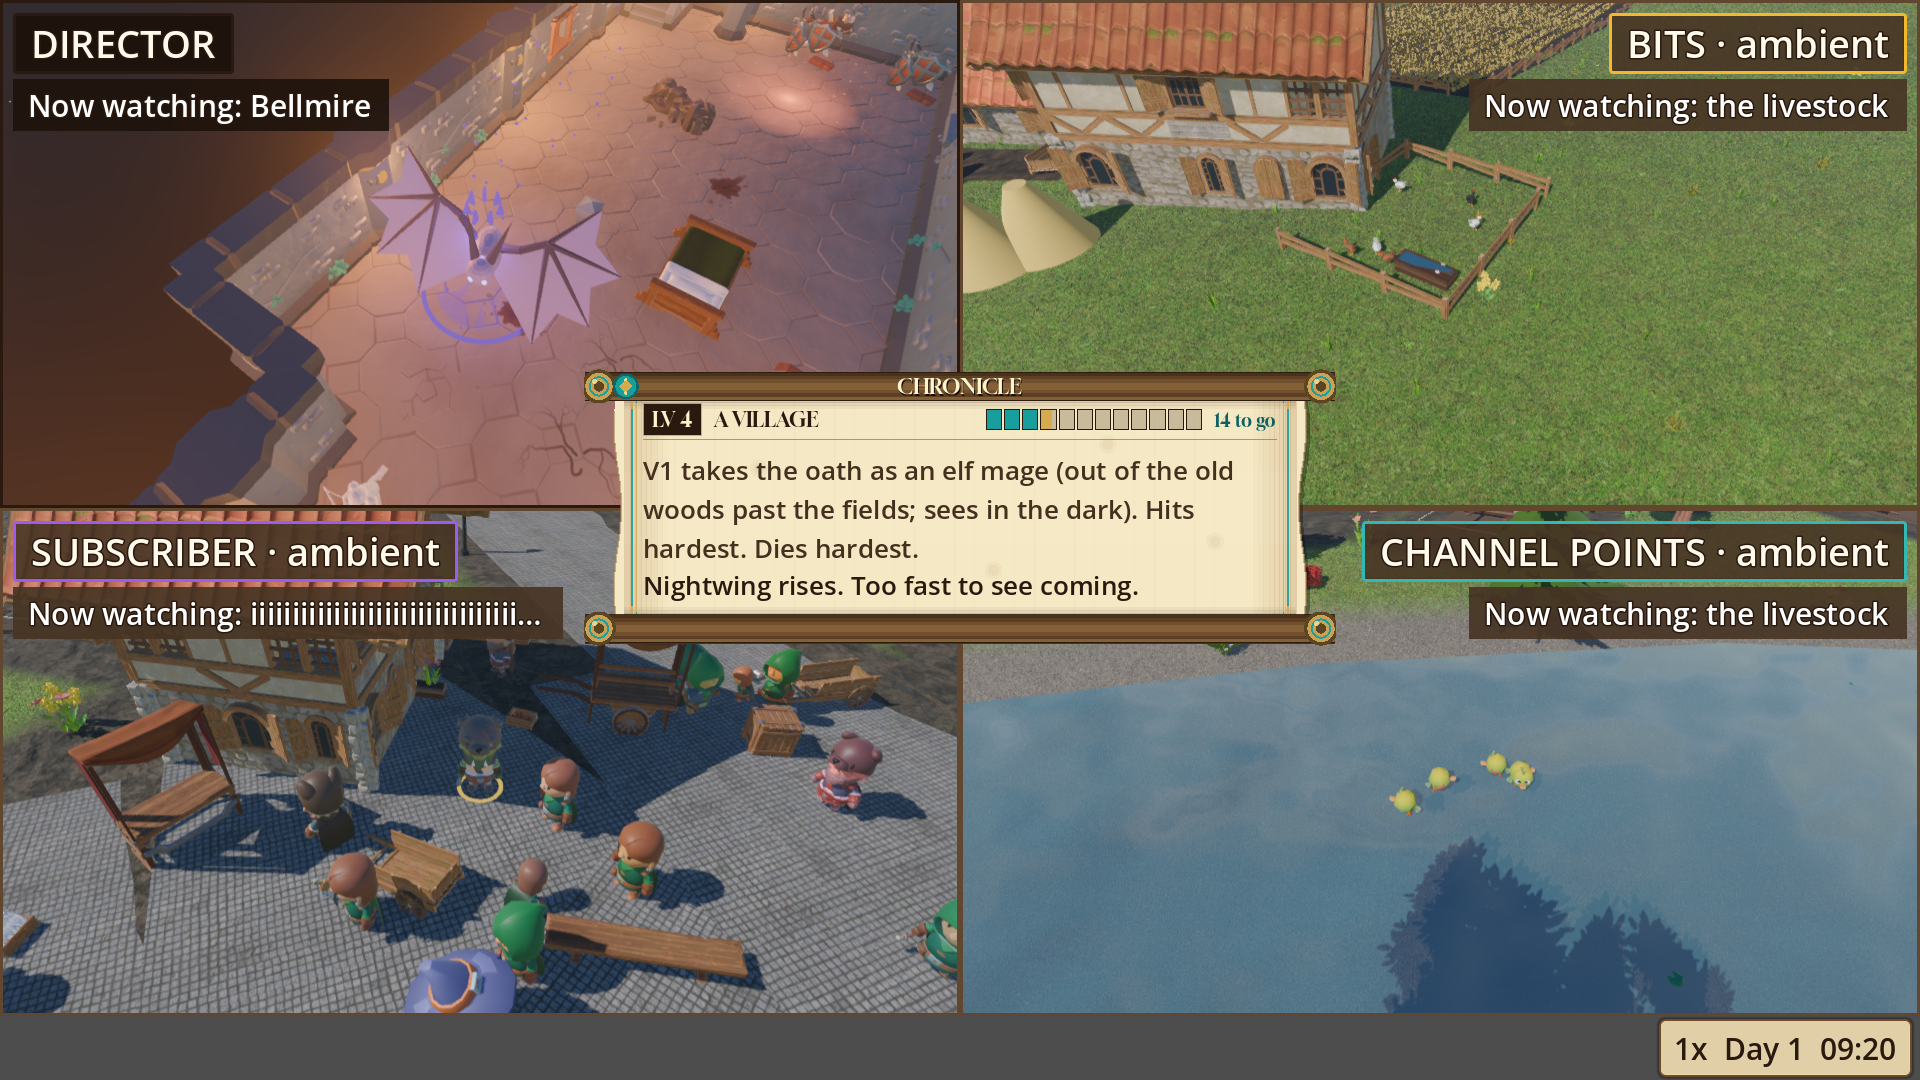 DIRECTOR
Now watching: Bellmire
BITS · ambient
Now watching: the livestock
CHRONICLE
LV 4 A VILLAGE 14 to go
V1 takes the oath as an elf mage (out of the old
woods past the fields; sees in the dark). Hits
hardest. Dies hardest.
Nightwing rises. Too fast to see coming.
SUBSCRIBER · ambient
Now watching: iiiiiiiiiiiiiiiiiiiiiiiiiiiiiiii...
CHANNEL POINTS · ambient
Now watching: the livestock
1x Day 1 09:20